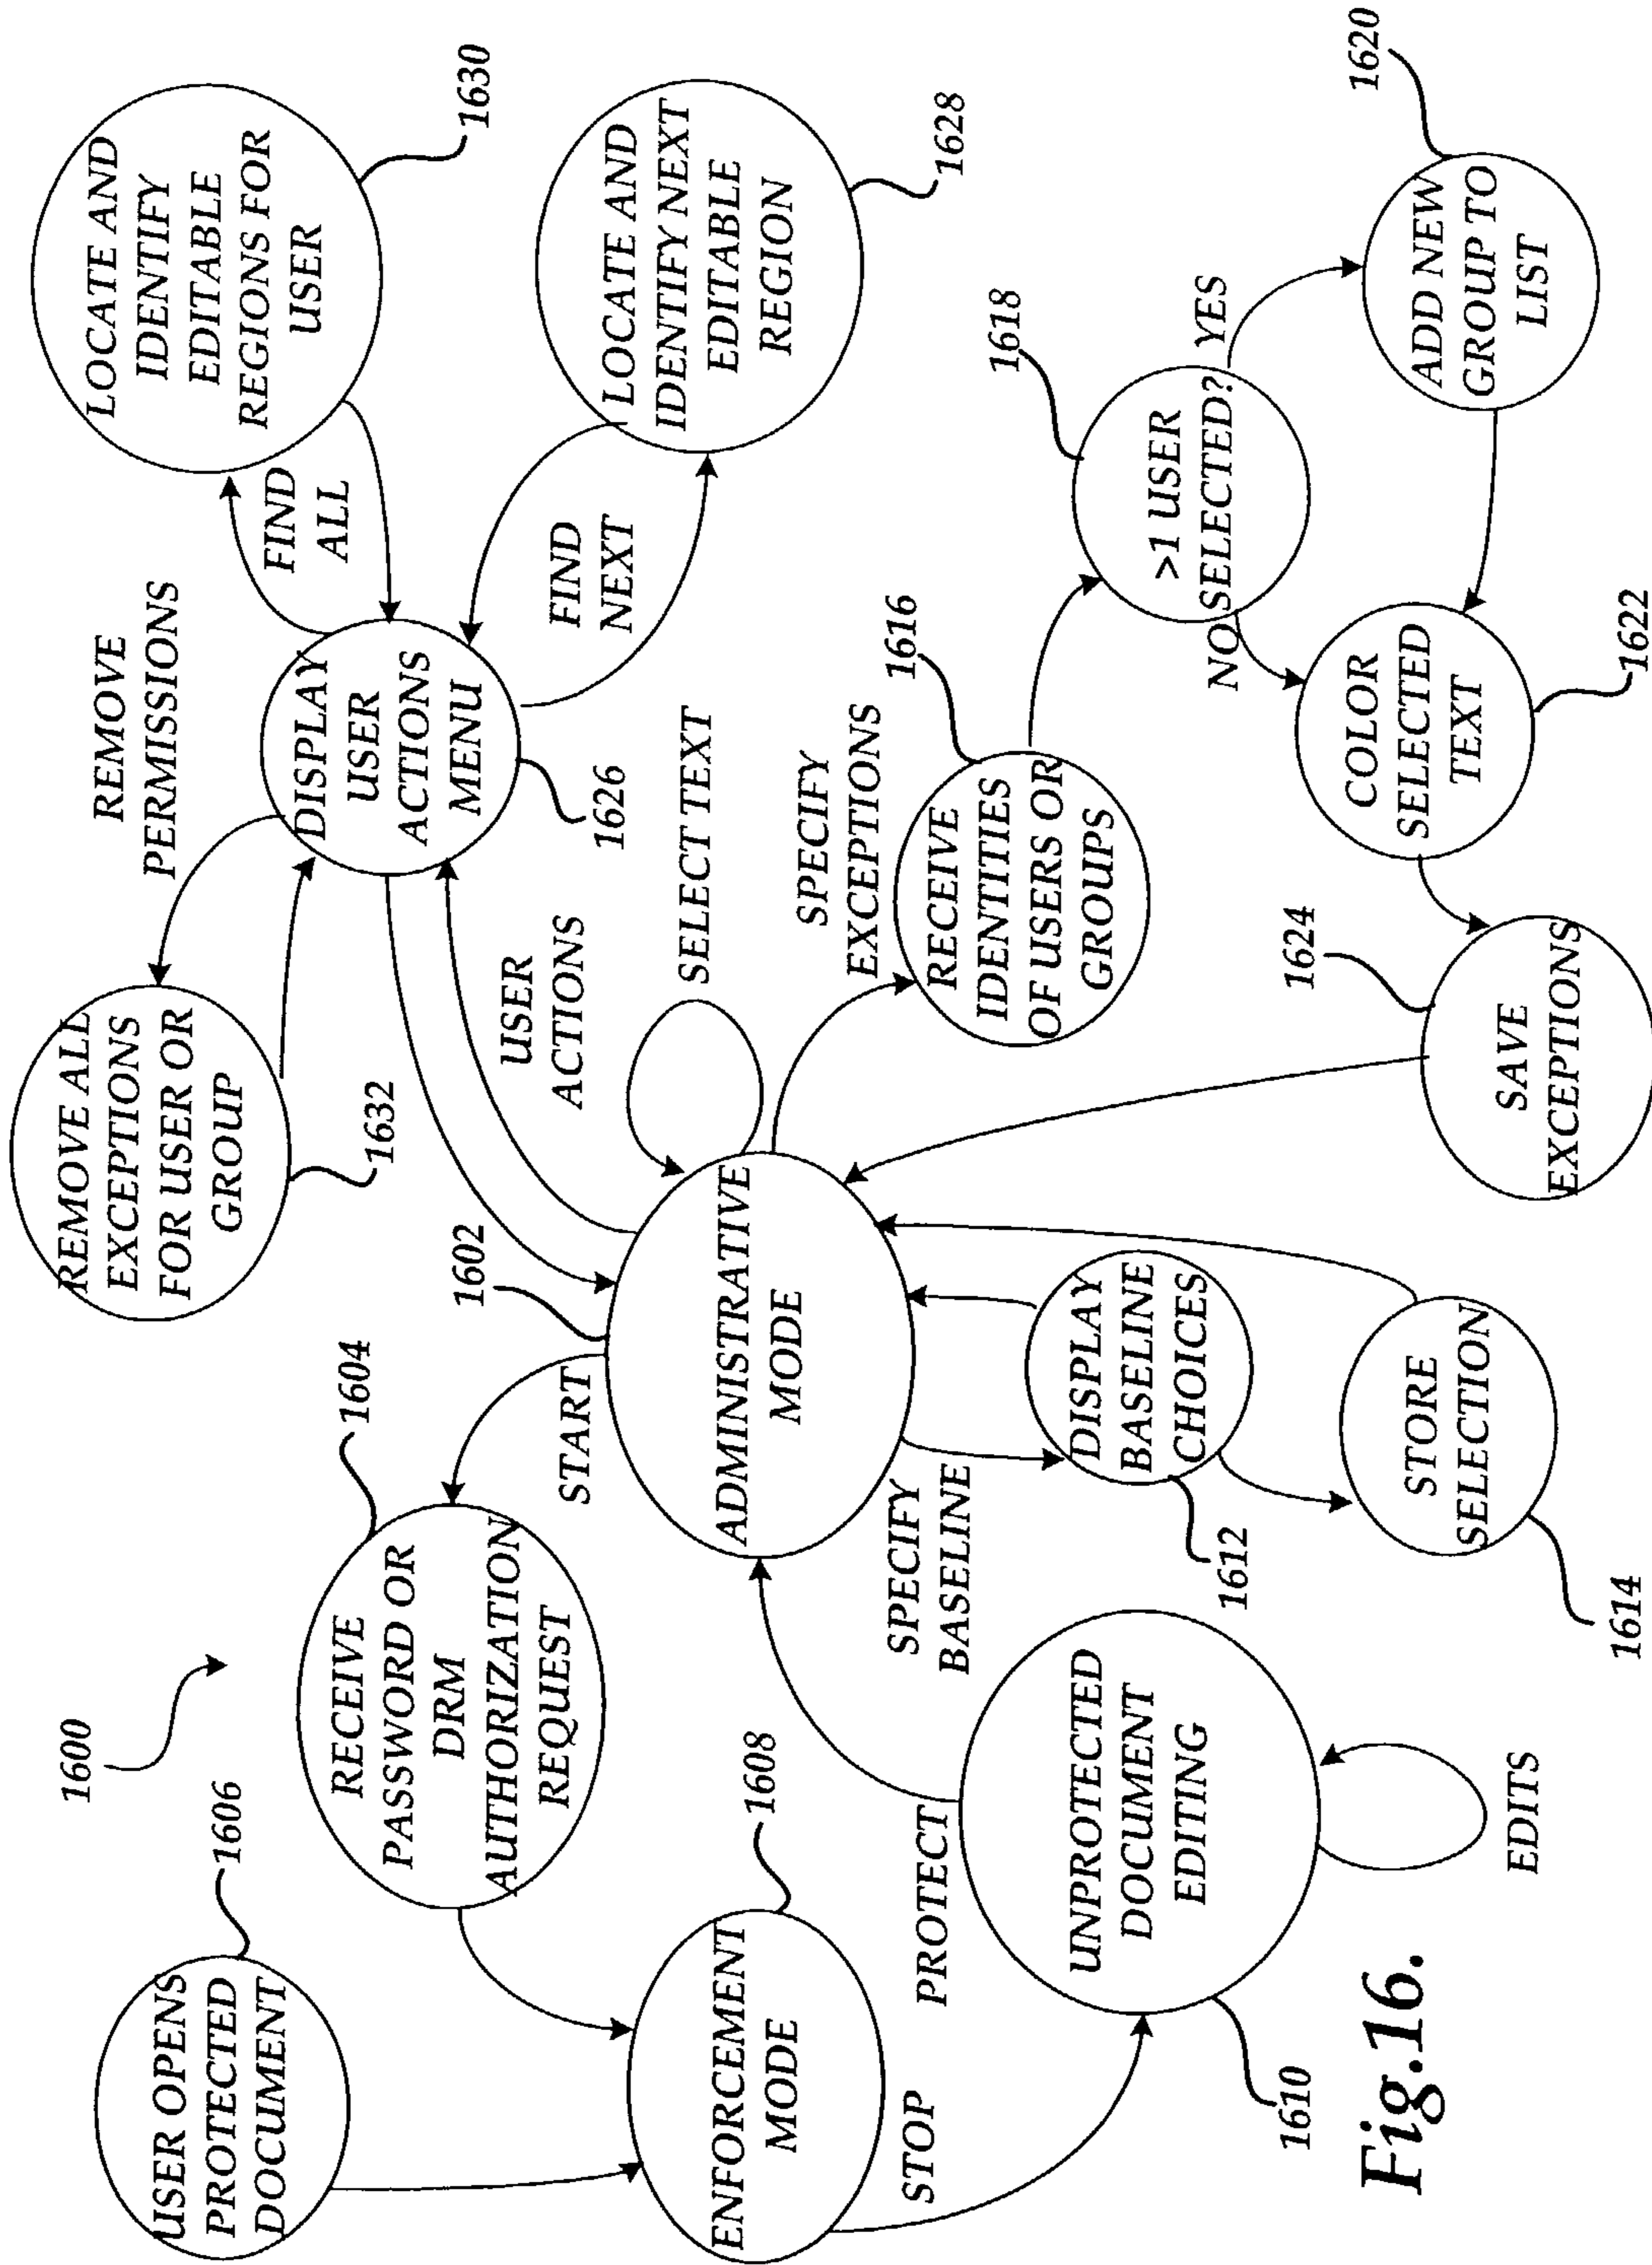 1600
1606
USER OPENS
PROTECTED
DOCUMENT
1604
RECEIVE
PASSWORD OR
DRM
AUTHORIZATION
REQUEST
START
1602
ADMINISTRATIVE
MODE
1632
REMOVE ALL
EXCEPTIONS
FOR USER OR
GROUP
REMOVE
PERMISSIONS
DISPLAY
USER
ACTIONS
MENU
1626
USER
ACTIONS
FIND
ALL
LOCATE AND
IDENTIFY
EDITABLE
REGIONS FOR
USER
1630
FIND
NEXT
LOCATE AND
IDENTIFY NEXT
EDITABLE
REGION
1628
SELECT TEXT
1608
ENFORCEMENT
MODE
STOP
PROTECT
UNPROTECTED
DOCUMENT
EDITING
1610
EDITS
SPECIFY
BASELINE
DISPLAY
BASELINE
CHOICES
1612
STORE
SELECTION
1614
SPECIFY
EXCEPTIONS
1616
RECEIVE
IDENTITIES
OF USERS OR
GROUPS
1618
>1 USER
SELECTED?
NO
YES
1620
ADD NEW
GROUP TO
LIST
COLOR
SELECTED
TEXT
1622
1624
SAVE
EXCEPTIONS
Fig.16.